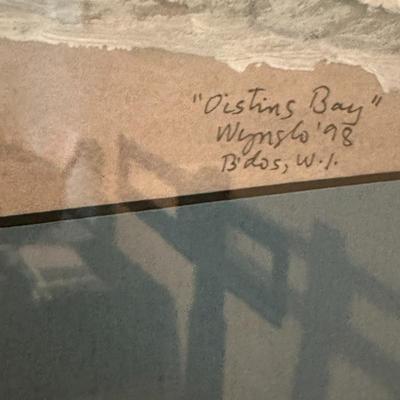 "Oistins Bay"
Wynslo '98
B'dos, W.I.